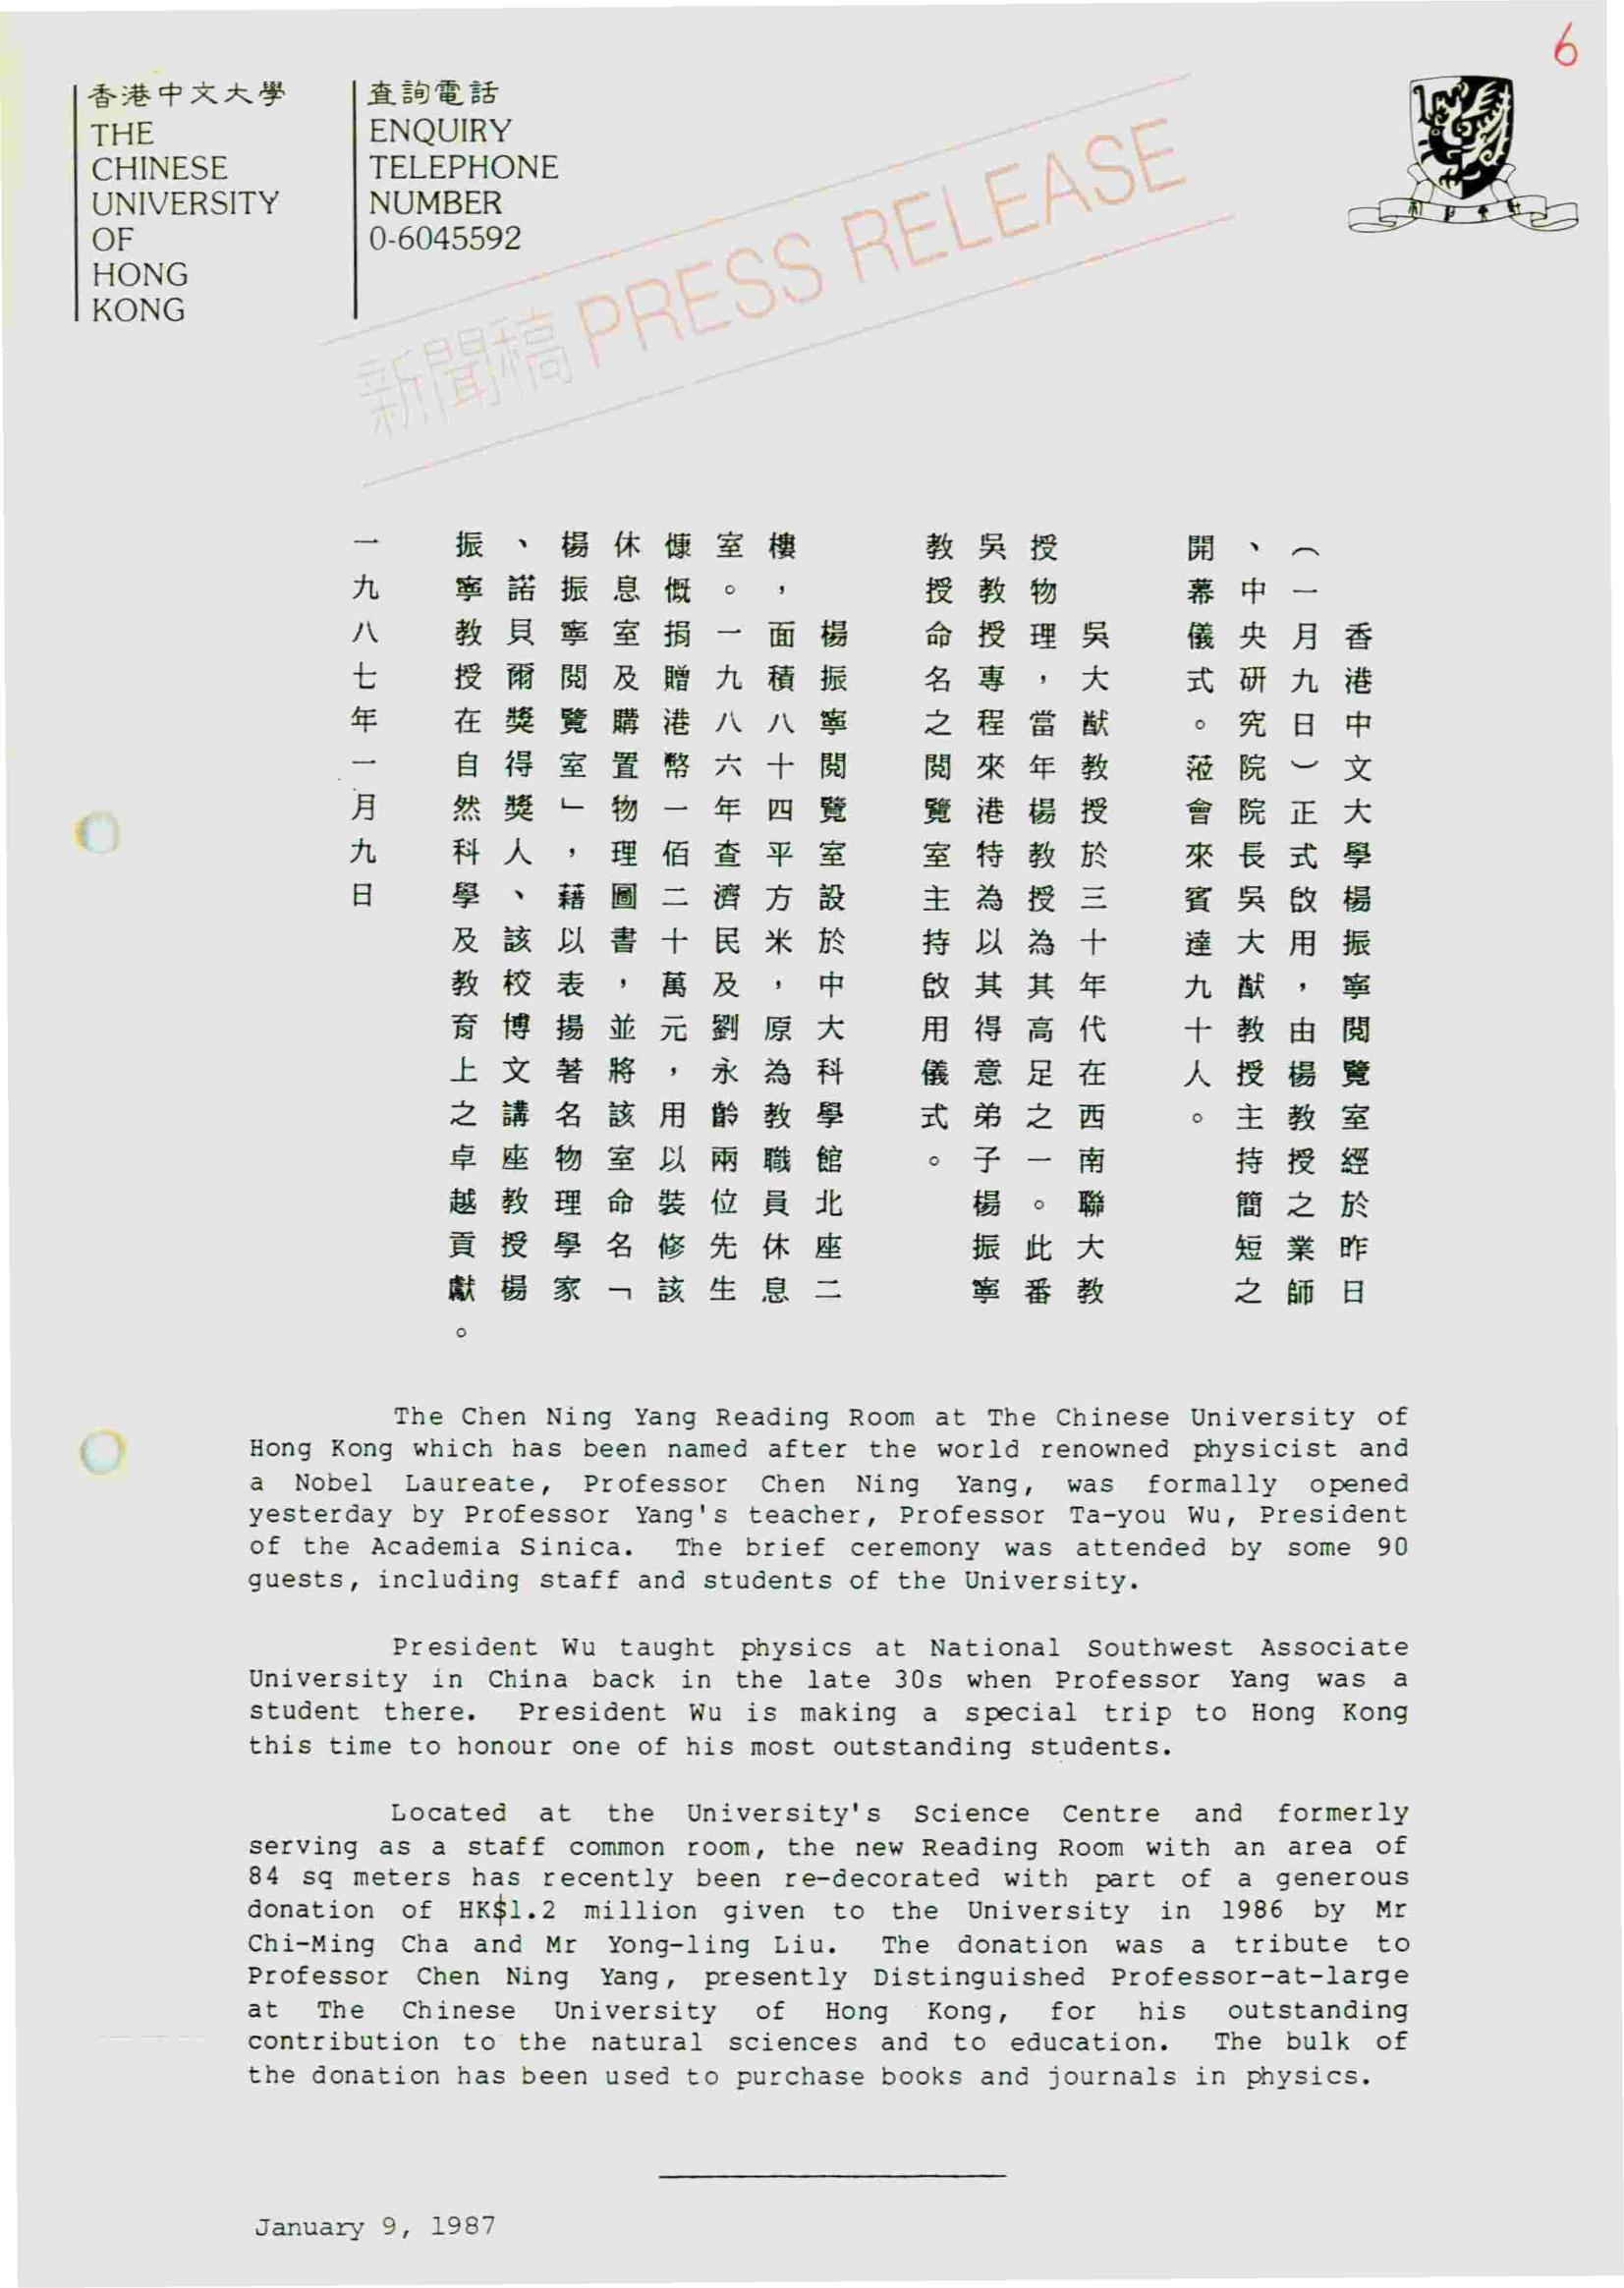 6
香港中文大學
THE
CHINESE
UNIVERSITY
OF
HONG
KONG
查詢電話
ENQUIRY
TELEPHONE
NUMBER
0-6045592
新聞稿 PRESS RELEASE
香港中文大學楊振寧閱覽室經於昨日
(一月九日)正式啟用,由楊教授之業師
、中央研究院院長吳大猷教授主持簡短之
開幕儀式。蒞會來賓達九十人。
吳大猷教授於三十年代在西南聯大教
授物理,當年楊教授為其高足之一。此番
吳教授專程來港特為以其得意弟子楊振寧
教授命名之閱覽室主持啟用儀式。
楊振寧閱覽室設於中大科學館北座二
樓,面積八十四平方米,原為教職員休息
室。一九八六年查濟民及劉永齡兩位先生
慷慨捐贈港幣一佰二十萬元,用以裝修該
休息室及購置物理圖書,並將該室命名「
楊振寧閱覽室」,藉以表揚著名物理學家
、諾貝爾獎得獎人、該校博文講座教授楊
振寧教授在自然科學及教育上之卓越貢獻。
一九八七年一月九日
The Chen Ning Yang Reading Room at The Chinese University of
Hong Kong which has been named after the world renowned physicist and
a Nobel Laureate, Professor Chen Ning Yang, was formally opened
yesterday by Professor Yang's teacher, Professor Ta-you Wu, President
of the Academia Sinica. The brief ceremony was attended by some 90
guests, including staff and students of the University.
President Wu taught physics at National Southwest Associate
University in China back in the late 30s when Professor Yang was a
student there. President Wu is making a special trip to Hong Kong
this time to honour one of his most outstanding students.
Located at the University's Science Centre and formerly
serving as a staff common room, the new Reading Room with an area of
84 sq meters has recently been re-decorated with part of a generous
donation of HK$1.2 million given to the University in 1986 by Mr
Chi-Ming Cha and Mr Yong-ling Liu. The donation was a tribute to
Professor Chen Ning Yang, presently Distinguished Professor-at-large
at The Chinese University of Hong Kong, for his outstanding
contribution to the natural sciences and to education. The bulk of
the donation has been used to purchase books and journals in physics.
January 9, 1987